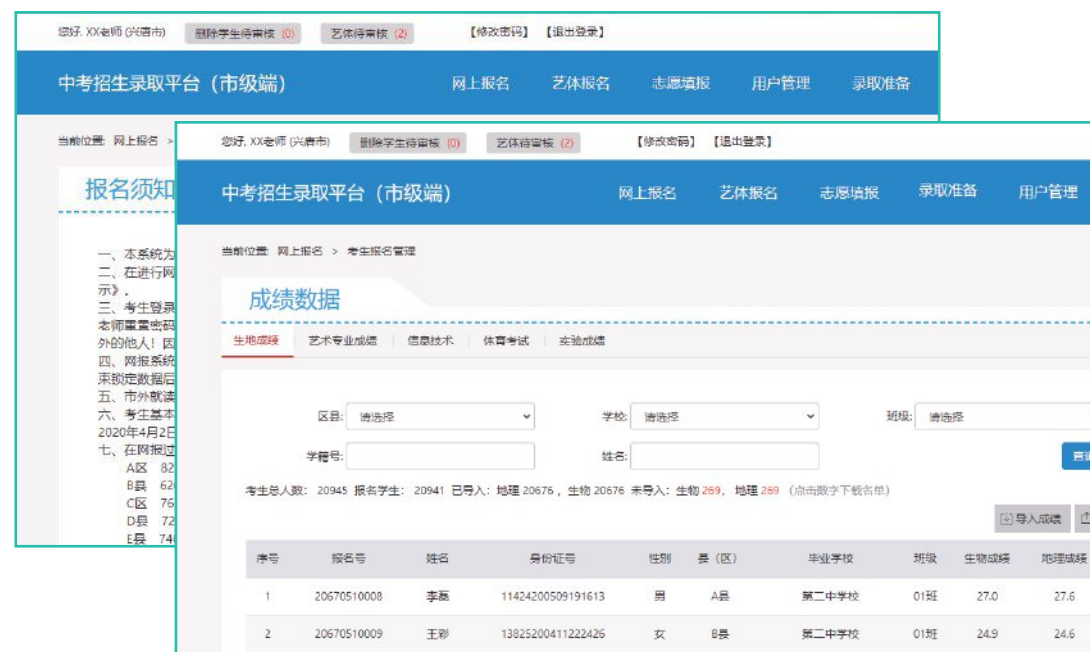 您好, XX老师 (兴唐市) 删除学生待审核 (0) 艺体待审核 (2) 【修改密码】 【退出登录】
中考招生录取平台（市级端） 网上报名 艺体报名 志愿填报 用户管理 录取准备
当前位置: 网上报名 >
报名须知
一、本系统为
二、在进行网
示》.
三、考生登录
老师重置密码
外的他人！因
四、网报系统
束锁定数据后
五、市外就读
六、考生基本
2020年4月2日
七、在网报过
A区 82
B县 620
C区 76
D县 72
E县 740
您好, XX老师 (兴唐市) 删除学生待审核 (0) 艺体待审核 (2) 【修改密码】 【退出登录】
中考招生录取平台（市级端） 网上报名 艺体报名 志愿填报 录取准备 用户管理
当前位置: 网上报名 > 考生报名管理
成绩数据
生地成绩 艺术专业成绩 信息技术 体育考试 实验成绩
区县: 请选择 学校: 请选择 班级: 请选择
学籍号: 姓名: 查询
考生总人数: 20945 报名学生: 20941 已导入: 地理 20676 , 生物 20676 未导入: 生物 269 , 地理 269 (点击数字下载名单)
导入成绩
序号 报名号 姓名 身份证号 性别 县（区） 毕业学校 班级 生物成绩 地理成绩
1 20670510008 李磊 11424200509191613 男 A县 第二中学校 01班 27.0 27.6
2 20670510009 王彩 13825200411222426 女 B县 第二中学校 01班 24.9 24.6